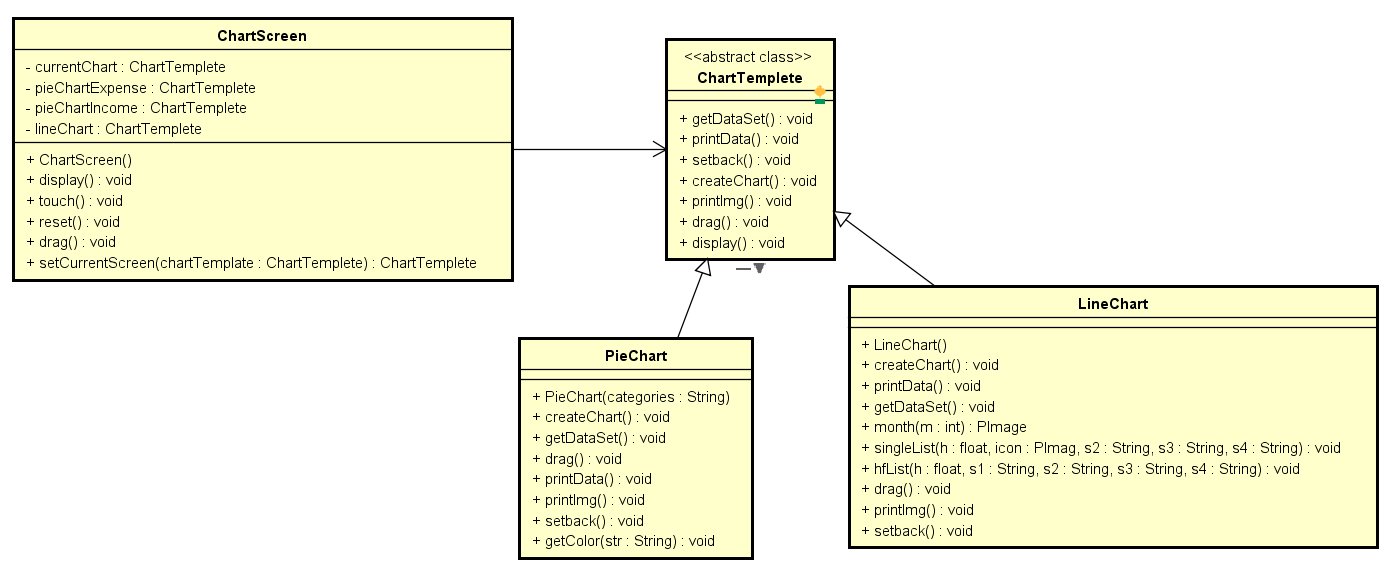 ChartScreen
- currentChart : ChartTemplete
- pieChartExpense : ChartTemplete
- pieChartIncome : ChartTemplete
- lineChart : ChartTemplete
+ ChartScreen()
+ display() : void
+ touch() : void
+ reset() : void
+ drag() : void
+ setCurrentScreen(chartTemplate : ChartTemplete) : ChartTemplete
<<abstract class>>
ChartTemplete
+ getDataSet() : void
+ printData() : void
+ setback() : void
+ createChart() : void
+ printImg() : void
+ drag() : void
+ display() : void
PieChart
+ PieChart(categories : String)
+ createChart() : void
+ getDataSet() : void
+ drag() : void
+ printData() : void
+ printImg() : void
+ setback() : void
+ getColor(str : String) : void
LineChart
+ LineChart()
+ createChart() : void
+ printData() : void
+ getDataSet() : void
+ month(m : int) : PImage
+ singleList(h : float, icon : PImag, s2 : String, s3 : String, s4 : String) : void
+ hfList(h : float, s1 : String, s2 : String, s3 : String, s4 : String) : void
+ drag() : void
+ printImg() : void
+ setback() : void